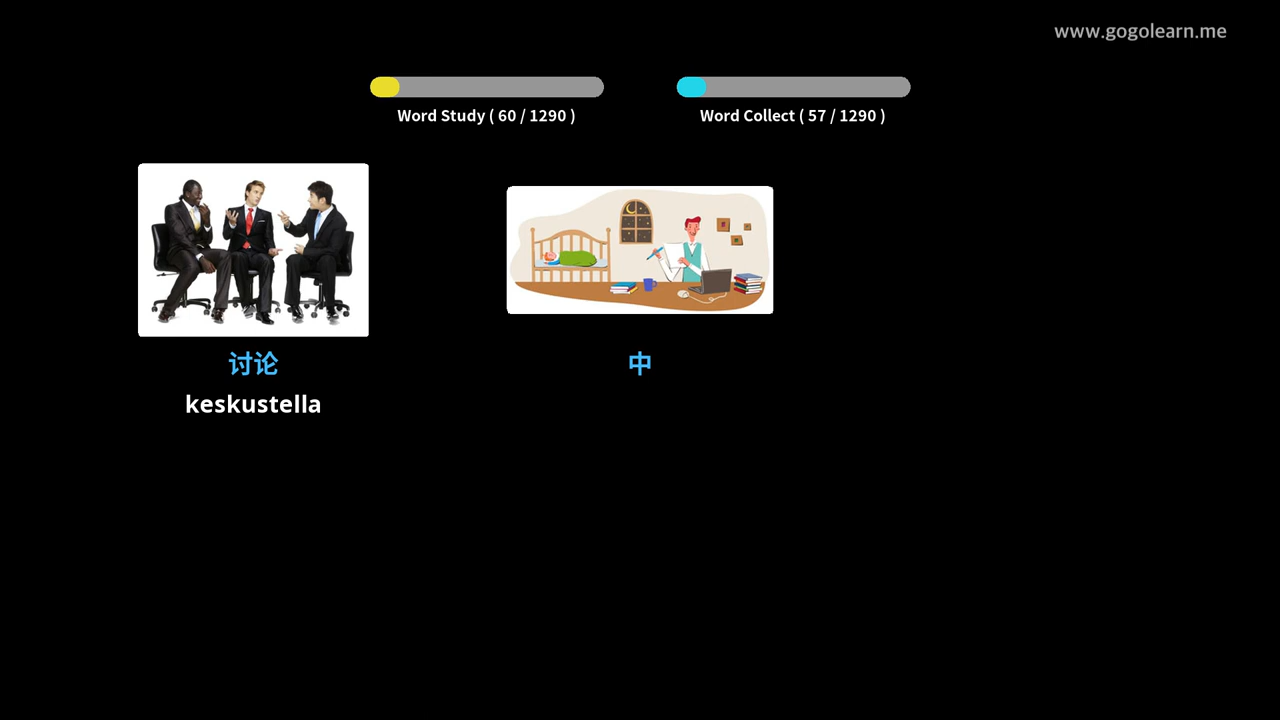 www.gogolearn.me
Word Study ( 60 / 1290 )
Word Collect ( 57 / 1290 )
讨论
中
keskustella